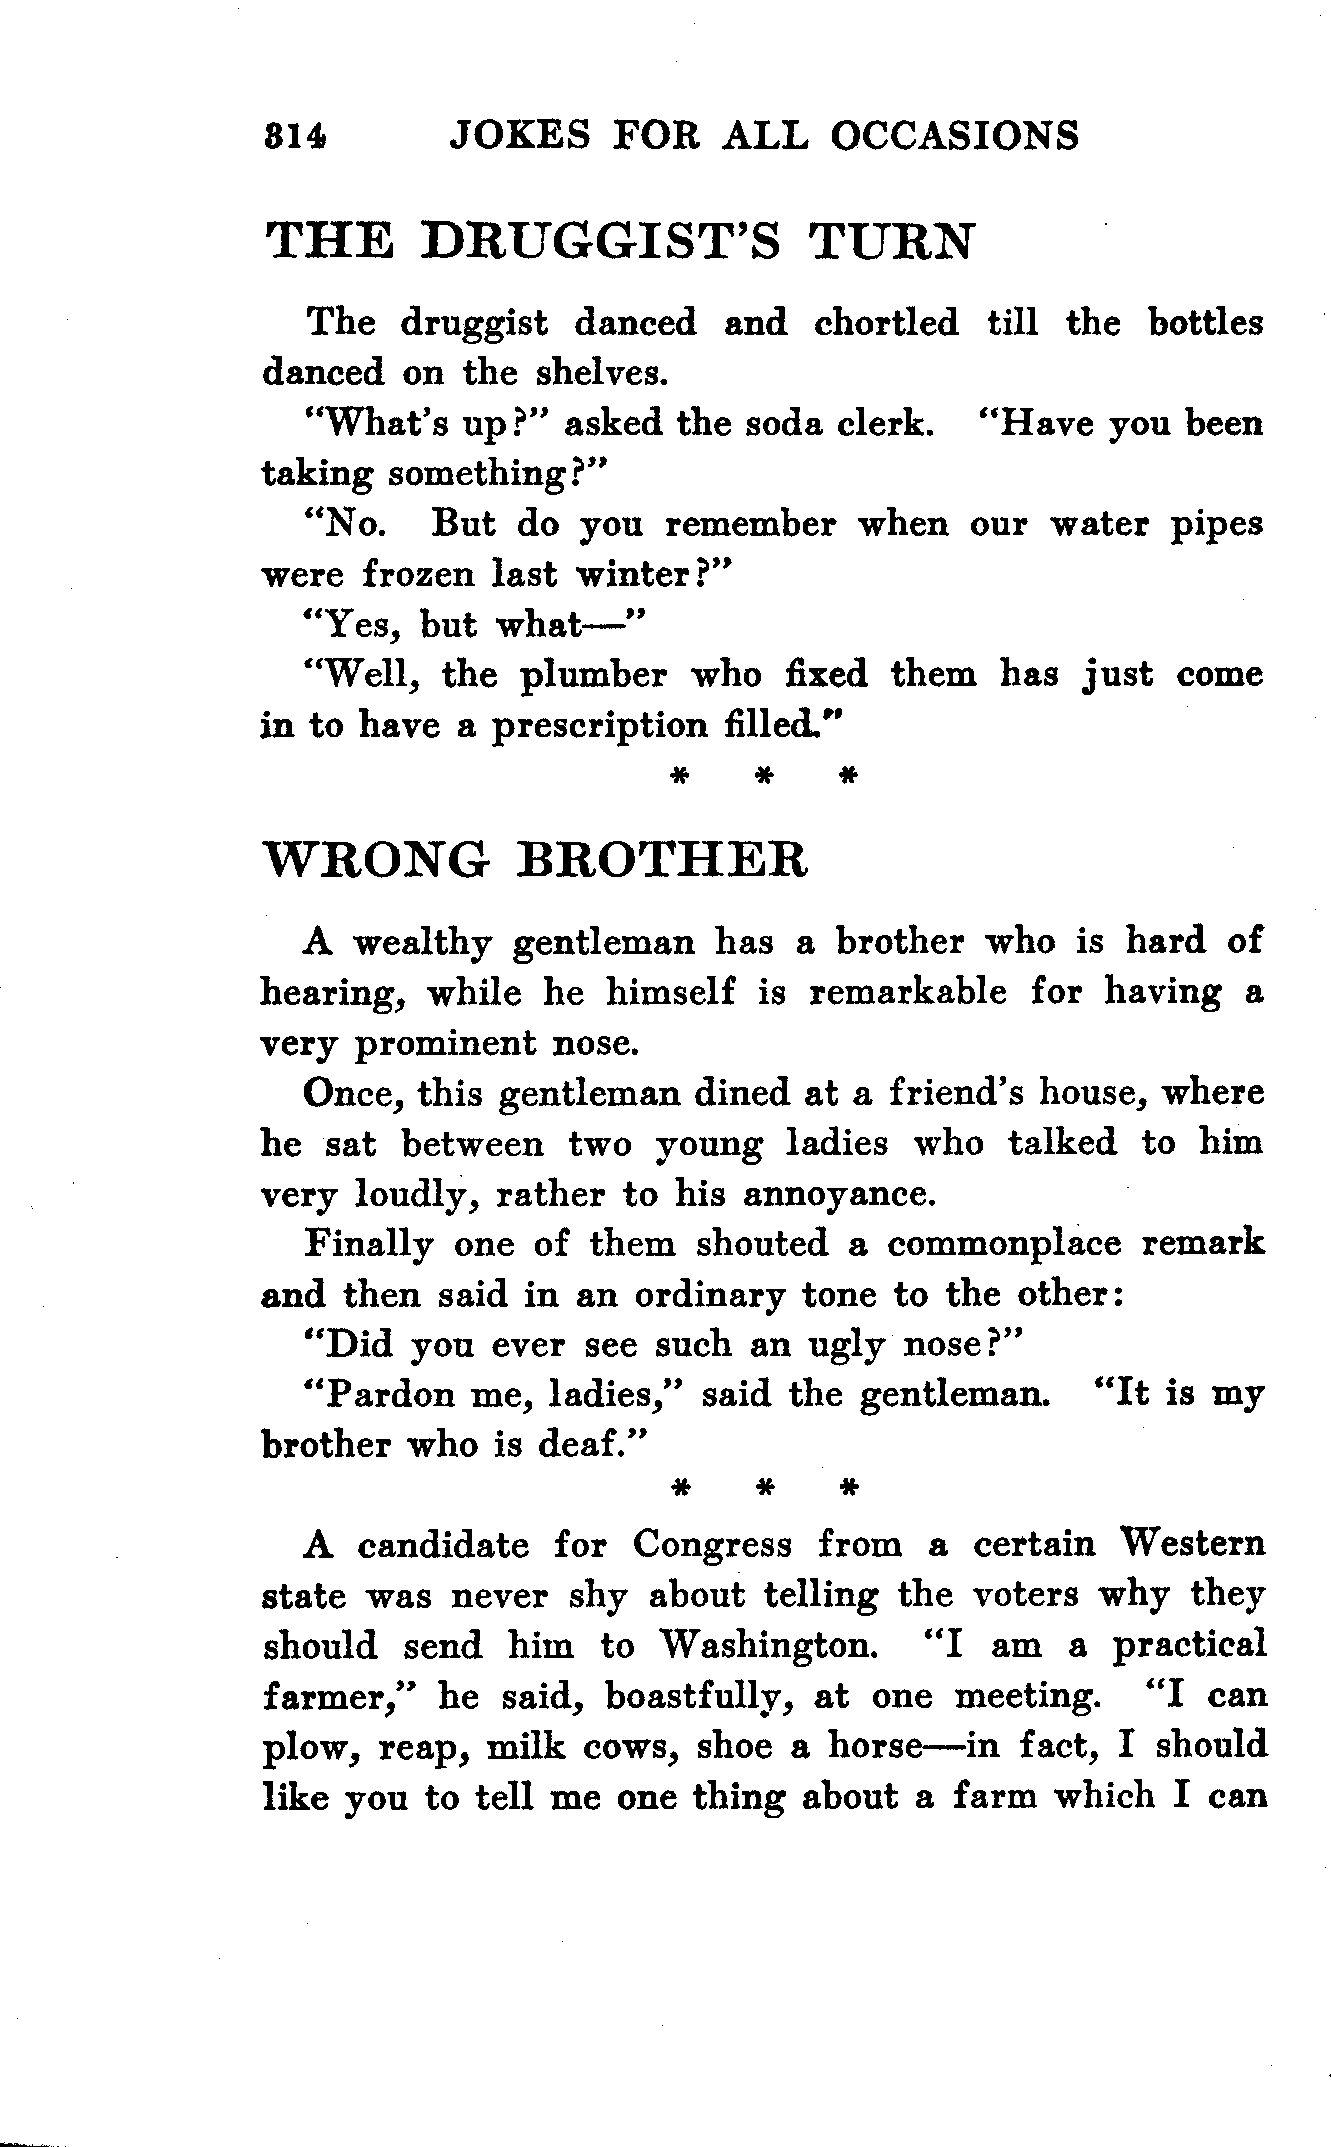 314 JOKES FOR ALL OCCASIONS
THE DRUGGIST'S TURN
The druggist danced and chortled till the bottles
danced on the shelves.
"What's up?" asked the soda clerk. "Have you been
taking something?"
"No. But do you remember when our water pipes
were frozen last winter?"
"Yes, but what—"
"Well, the plumber who fixed them has just come
in to have a prescription filled."
* * *
WRONG BROTHER
A wealthy gentleman has a brother who is hard of
hearing, while he himself is remarkable for having a
very prominent nose.
Once, this gentleman dined at a friend's house, where
he sat between two young ladies who talked to him
very loudly, rather to his annoyance.
Finally one of them shouted a commonplace remark
and then said in an ordinary tone to the other:
"Did you ever see such an ugly nose?"
"Pardon me, ladies," said the gentleman. "It is my
brother who is deaf."
* * *
A candidate for Congress from a certain Western
state was never shy about telling the voters why they
should send him to Washington. "I am a practical
farmer," he said, boastfully, at one meeting. "I can
plow, reap, milk cows, shoe a horse—in fact, I should
like you to tell me one thing about a farm which I can